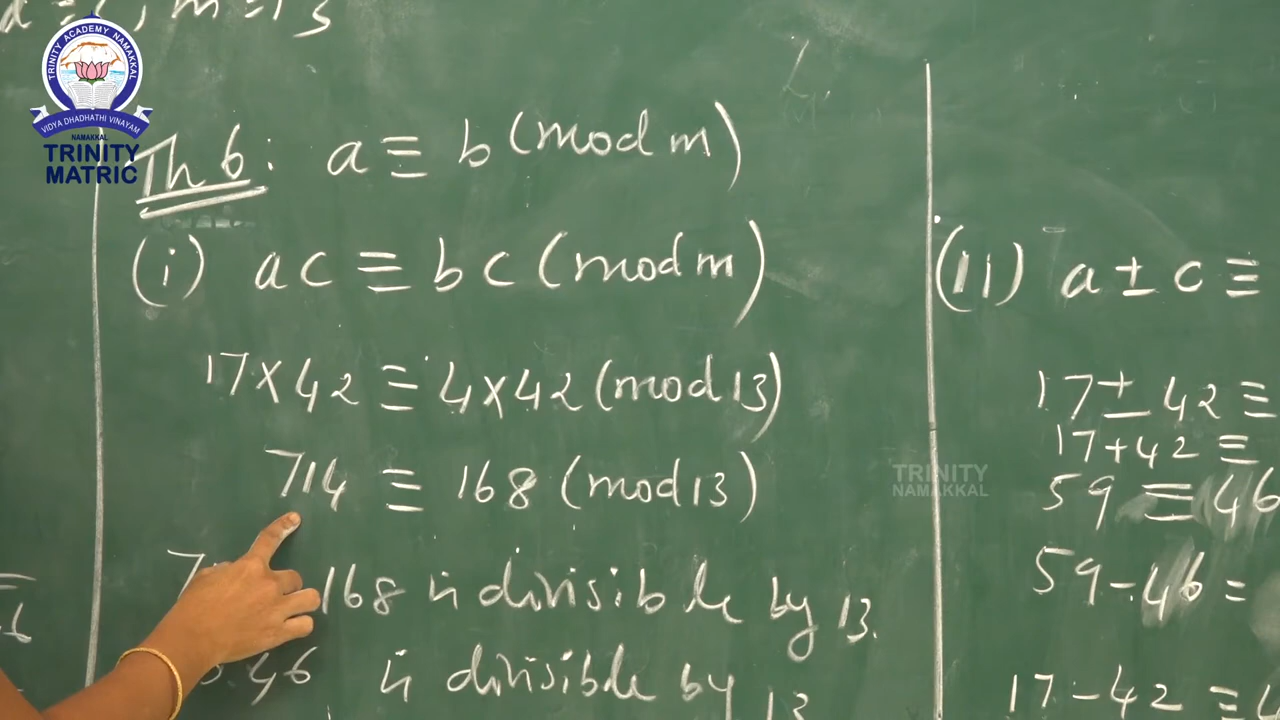 m = 13
TRINITY ACADEMY NAMAKKAL
VIDYA DHADHATHI VINAYAM
NAMAKKAL
TRINITY
MATRIC
Th 6: a ≡ b (mod m)
(i) ac ≡ bc (mod m)
17×42 ≡ 4×42 (mod 13)
714 ≡ 168 (mod 13)
168 is divisible by 13.
546 is divisible by 13
(ii) a ± c ≡
17 ± 42 ≡
17+42 ≡
59 ≡ 46
59-46 =
17-42 ≡
TRINITY
NAMAKKAL